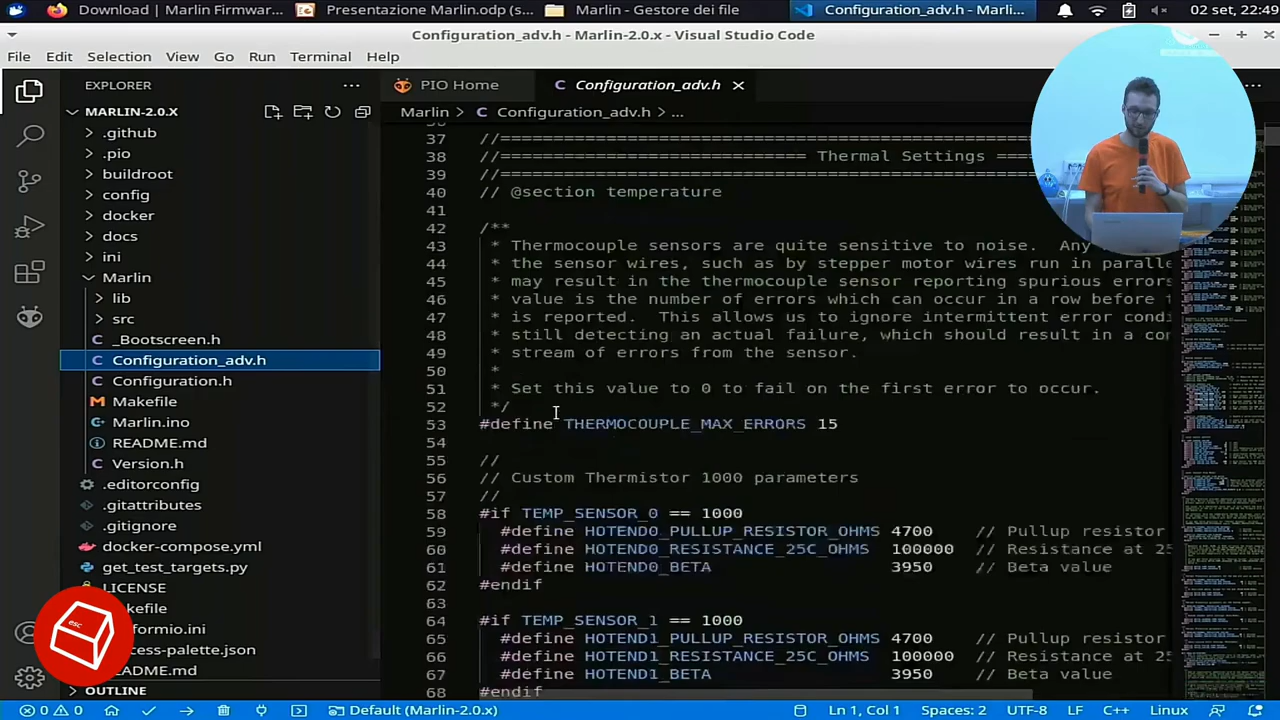 Download | Marlin Firmwar...
Presentazione Marlin.odp (s...
Marlin - Gestore dei file
Configuration_adv.h - Marli...
02 set, 22:49
Configuration_adv.h - Marlin-2.0.x - Visual Studio Code
File Edit Selection View Go Run Terminal Help
EXPLORER
PIO Home
C Configuration_adv.h
MARLIN-2.0.X
Marlin > C Configuration_adv.h > ...
.github
.pio
buildroot
config
docker
docs
ini
Marlin
lib
src
C _Bootscreen.h
C Configuration_adv.h
C Configuration.h
Makefile
Marlin.ino
README.md
C Version.h
.editorconfig
.gitattributes
.gitignore
docker-compose.yml
get_test_targets.py
LICENSE
kefile
formio.ini
cess-palette.json
README.md
OUTLINE
esc
37 //=====================================================
38 //=========================== Thermal Settings ====
39 //=====================================================
40 // @section temperature
41
42 /**
43 * Thermocouple sensors are quite sensitive to noise. Any
44 * the sensor wires, such as by stepper motor wires run in paralle
45 * may result in the thermocouple sensor reporting spurious errors
46 * value is the number of errors which can occur in a row before
47 * is reported. This allows us to ignore intermittent error condi
48 * still detecting an actual failure, which should result in a con
49 * stream of errors from the sensor.
50 *
51 * Set this value to 0 to fail on the first error to occur.
52 */
53 #define THERMOCOUPLE_MAX_ERRORS 15
54
55 //
56 // Custom Thermistor 1000 parameters
57 //
58 #if TEMP_SENSOR_0 == 1000
59 #define HOTEND0_PULLUP_RESISTOR_OHMS 4700 // Pullup resistor
60 #define HOTEND0_RESISTANCE_25C_OHMS 100000 // Resistance at 25
61 #define HOTEND0_BETA 3950 // Beta value
62 #endif
63
64 #if TEMP_SENSOR_1 == 1000
65 #define HOTEND1_PULLUP_RESISTOR_OHMS 4700 // Pullup resistor
66 #define HOTEND1_RESISTANCE_25C_OHMS 100000 // Resistance at 25
67 #define HOTEND1_BETA 3950 // Beta value
68 #endif
0 0 Default (Marlin-2.0.x) Ln 1, Col 1 Spaces: 2 UTF-8 LF C++ Linux